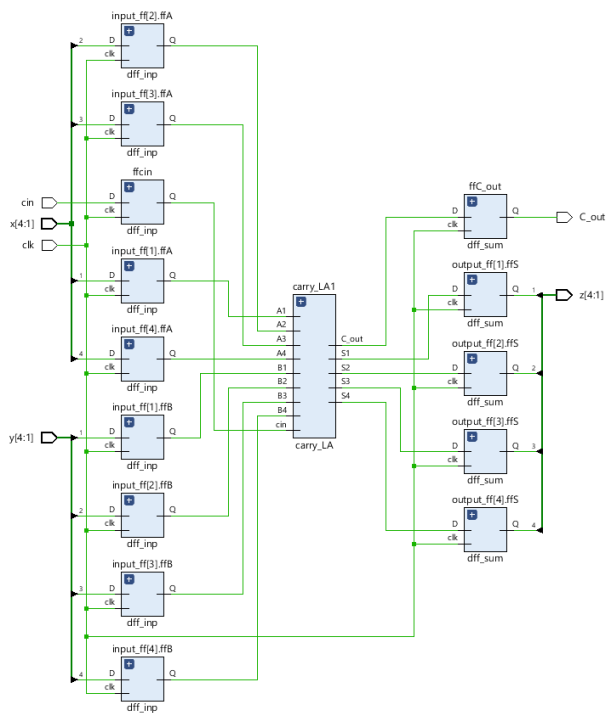 input_ff[2].ffA
2 D Q
clk
dff_inp
input_ff[3].ffA
3 D Q
clk
dff_inp
ffcin
cin D Q
x[4:1] clk
clk
dff_inp
input_ff[1].ffA
1 D Q
clk
dff_inp
input_ff[4].ffA
4 D Q
clk
dff_inp
input_ff[1].ffB
y[4:1] 1 D Q
clk
dff_inp
input_ff[2].ffB
2 D Q
clk
dff_inp
input_ff[3].ffB
3 D Q
clk
dff_inp
input_ff[4].ffB
4 D Q
clk
dff_inp
carry_LA1
A1
A2
A3 C_out
A4 S1
B1 S2
B2 S3
B3 S4
B4
cin
carry_LA
ffC_out
D Q C_out
clk
dff_sum
output_ff[1].ffS
D Q 1 z[4:1]
clk
dff_sum
output_ff[2].ffS
D Q 2
clk
dff_sum
output_ff[3].ffS
D Q 3
clk
dff_sum
output_ff[4].ffS
D Q 4
clk
dff_sum